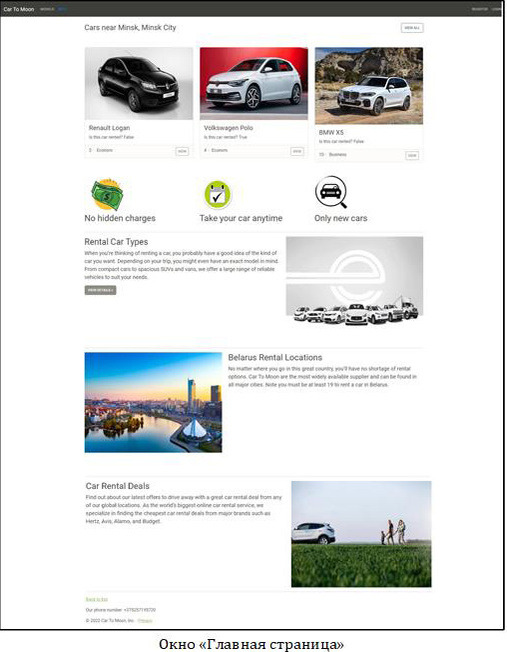 Car To Moon
REGISTER
Cars near Minsk, Minsk City
VIEW ALL
Renault Logan
Volkswagen Polo
BMW X5
Is this car rented? False
Is this car rented? True
Is this car rented? False
2 Econom
VIEW
4 Econom
VIEW
10 Business
VIEW
No hidden charges
Take your car anytime
Only new cars
Rental Car Types
When you're thinking of renting a car, you probably have a good idea of the kind of
car you want. Depending on your trip, you might even have an exact model in mind.
From compact cars to spacious SUVs and vans, we offer a large range of reliable
vehicles to suit your needs.
VIEW DETAILS »
Belarus Rental Locations
No matter where you go in this great country, you'll have no shortage of rental
options. Car To Moon are the most widely available supplier and can be found in
all major cities. Note you must be at least 19 to rent a car in Belarus.
Car Rental Deals
Find out about our latest offers to drive away with a great car rental deal from any
of our global locations. As the world's biggest online car rental service, we
specialize in finding the cheapest car rental deals from major brands such as
Hertz, Avis, Alamo, and Budget.
Back to top
Our phone number: +375257195720
© 2022 Car To Moon, Inc. · Privacy
Окно «Главная страница»